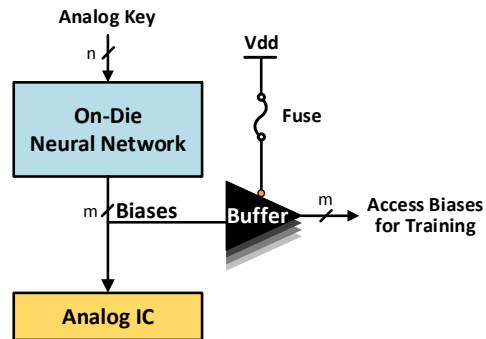 Analog Key
n
Vdd
On-Die
Neural Network
Fuse
m
Biases
Buffer
m
Access Biases
for Training
Analog IC